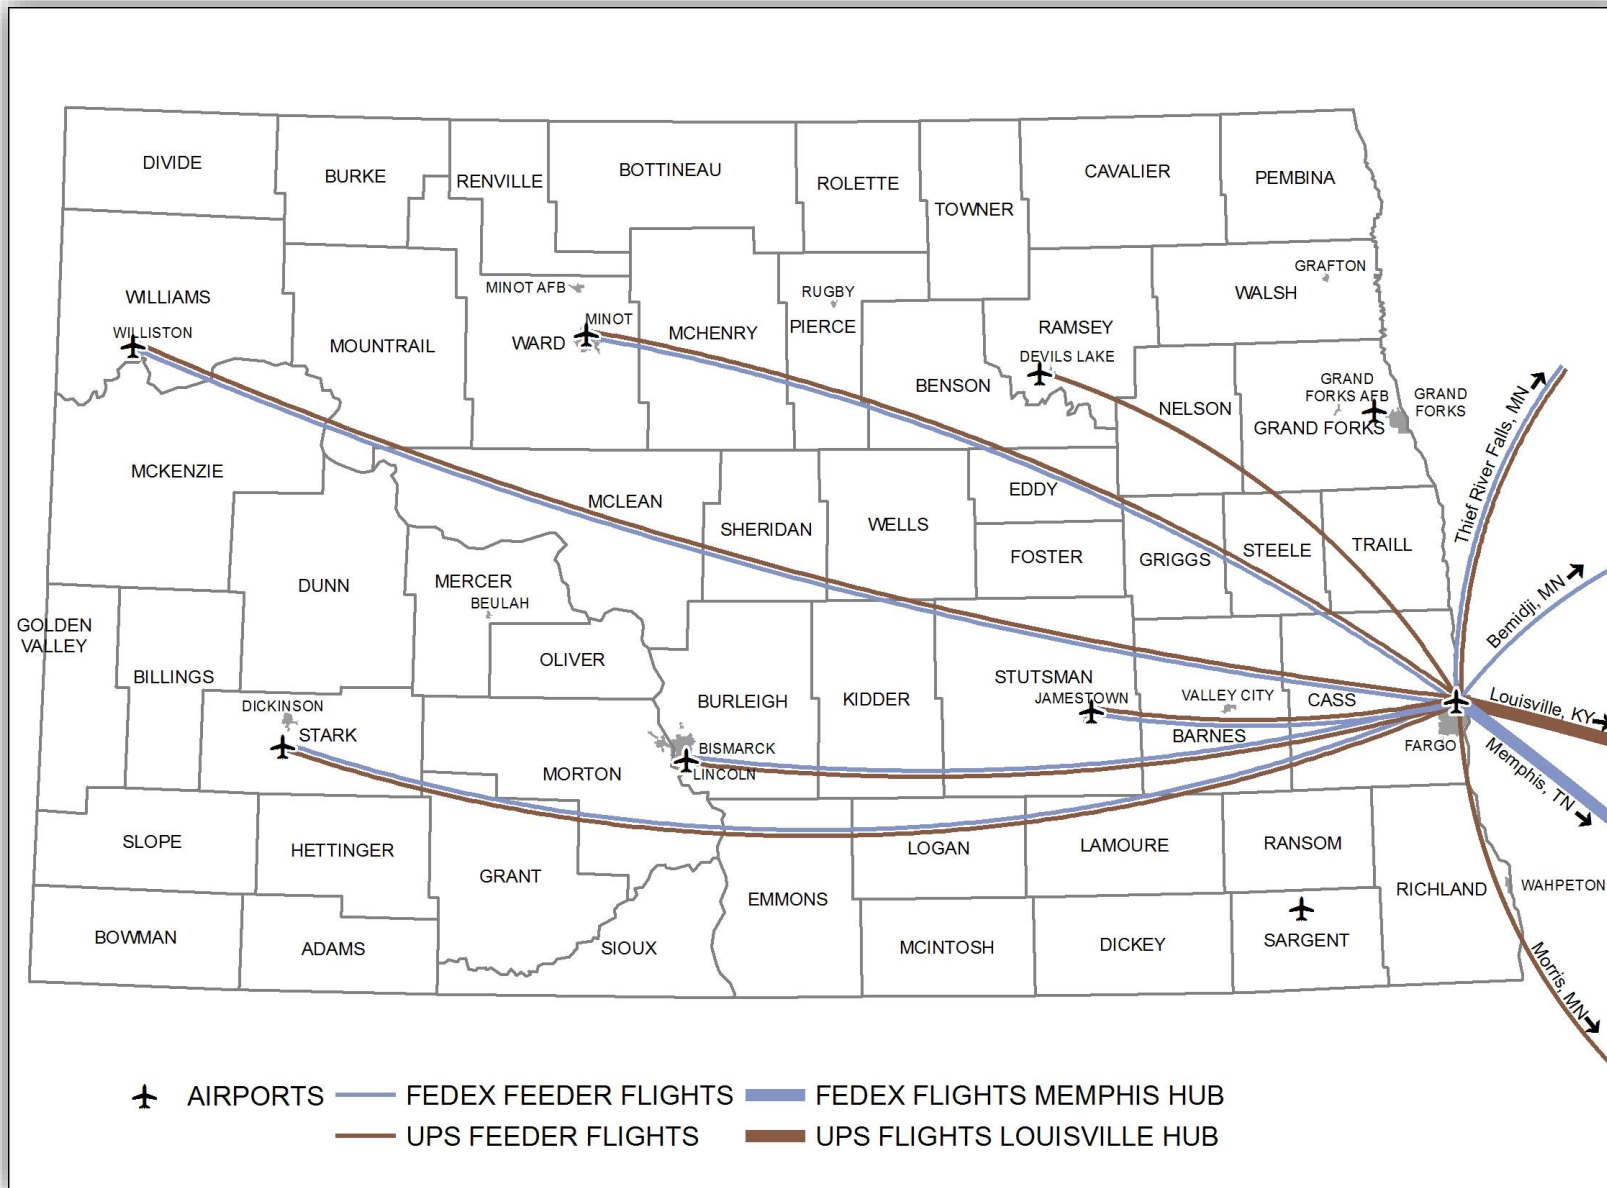 DIVIDE
BURKE
RENVILLE
BOTTINEAU
ROLETTE
TOWNER
CAVALIER
PEMBINA
WILLIAMS
WILLISTON
MOUNTRAIL
MINOT AFB
MINOT
WARD
MCHENRY
RUGBY
PIERCE
BENSON
RAMSEY
DEVILS LAKE
GRAFTON
WALSH
NELSON
GRAND
FORKS AFB
GRAND FORKS
GRAND
FORKS
MCKENZIE
MCLEAN
SHERIDAN
WELLS
EDDY
FOSTER
GRIGGS
STEELE
TRAILL
Thief River Falls, MN
Bemidji, MN
DUNN
MERCER
BEULAH
OLIVER
GOLDEN
VALLEY
BILLINGS
DICKINSON
STARK
MORTON
BURLEIGH
BISMARCK
LINCOLN
KIDDER
STUTSMAN
JAMESTOWN
VALLEY CITY
BARNES
CASS
FARGO
Louisville, KY
Memphis, TN
SLOPE
HETTINGER
GRANT
EMMONS
LOGAN
LAMOURE
RANSOM
RICHLAND
WAHPETON
BOWMAN
ADAMS
SIOUX
MCINTOSH
DICKEY
SARGENT
Morris, MN
AIRPORTS
FEDEX FEEDER FLIGHTS
FEDEX FLIGHTS MEMPHIS HUB
UPS FEEDER FLIGHTS
UPS FLIGHTS LOUISVILLE HUB